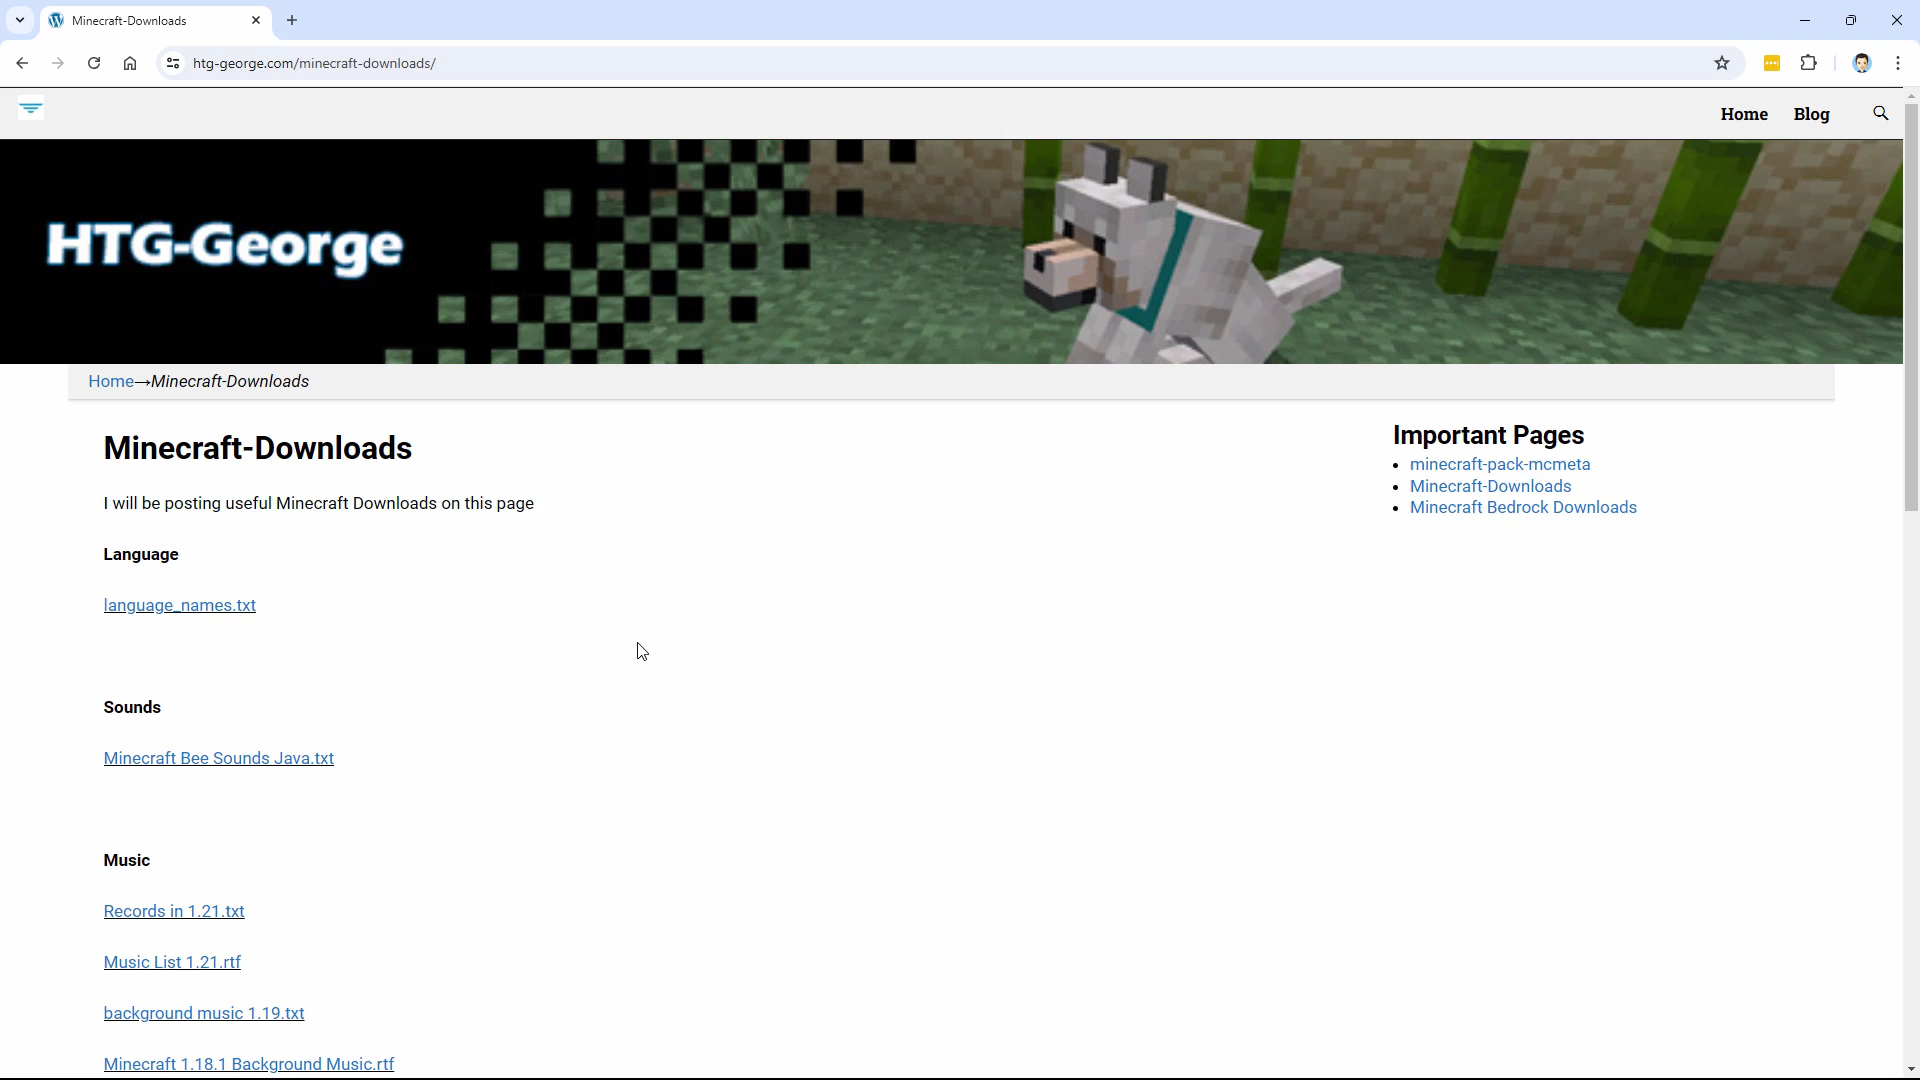 Minecraft-Downloads
htg-george.com/minecraft-downloads/
Home
Blog
HTG-George
Home→Minecraft-Downloads
Minecraft-Downloads
I will be posting useful Minecraft Downloads on this page
Language
language_names.txt
Sounds
Minecraft Bee Sounds Java.txt
Music
Records in 1.21.txt
Music List 1.21.rtf
background music 1.19.txt
Minecraft 1.18.1 Background Music.rtf
Important Pages
minecraft-pack-mcmeta
Minecraft-Downloads
Minecraft Bedrock Downloads